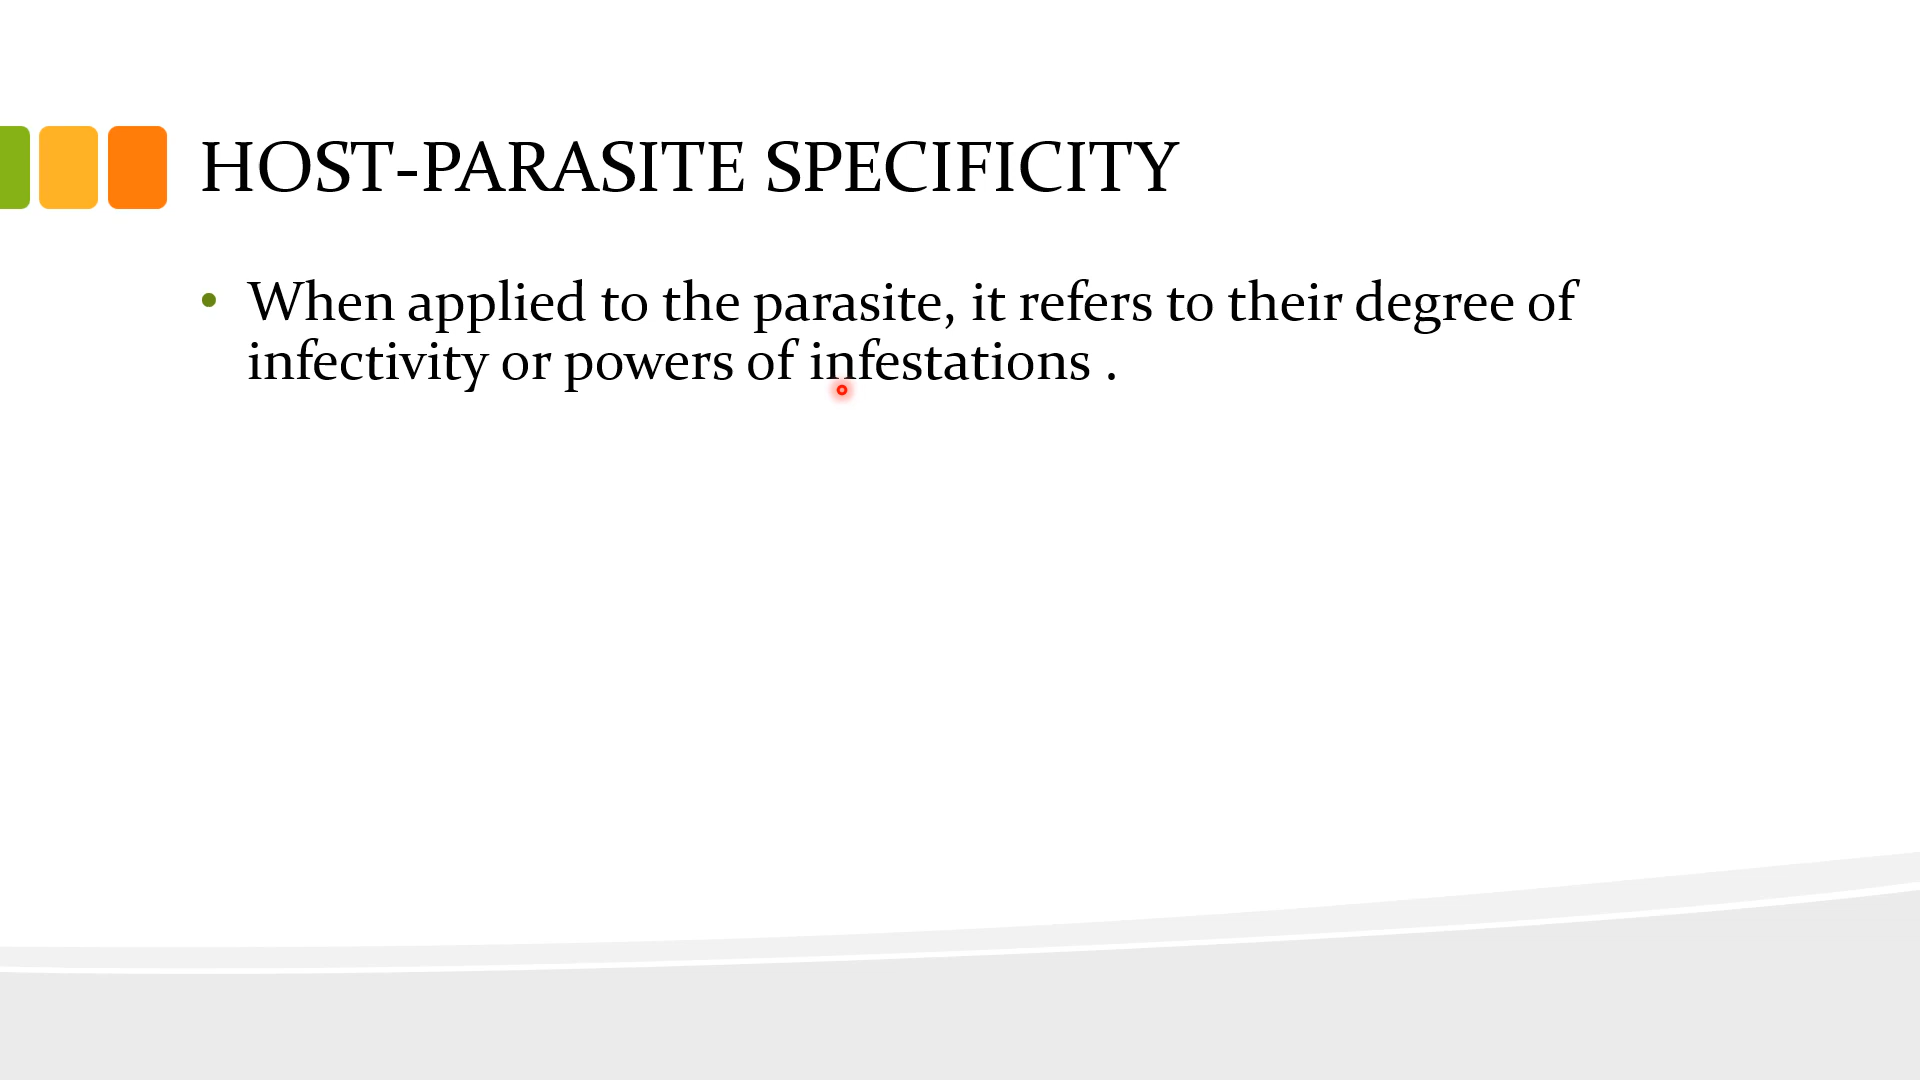 HOST-PARASITE SPECIFICITY
• When applied to the parasite, it refers to their degree of
infectivity or powers of infestations .